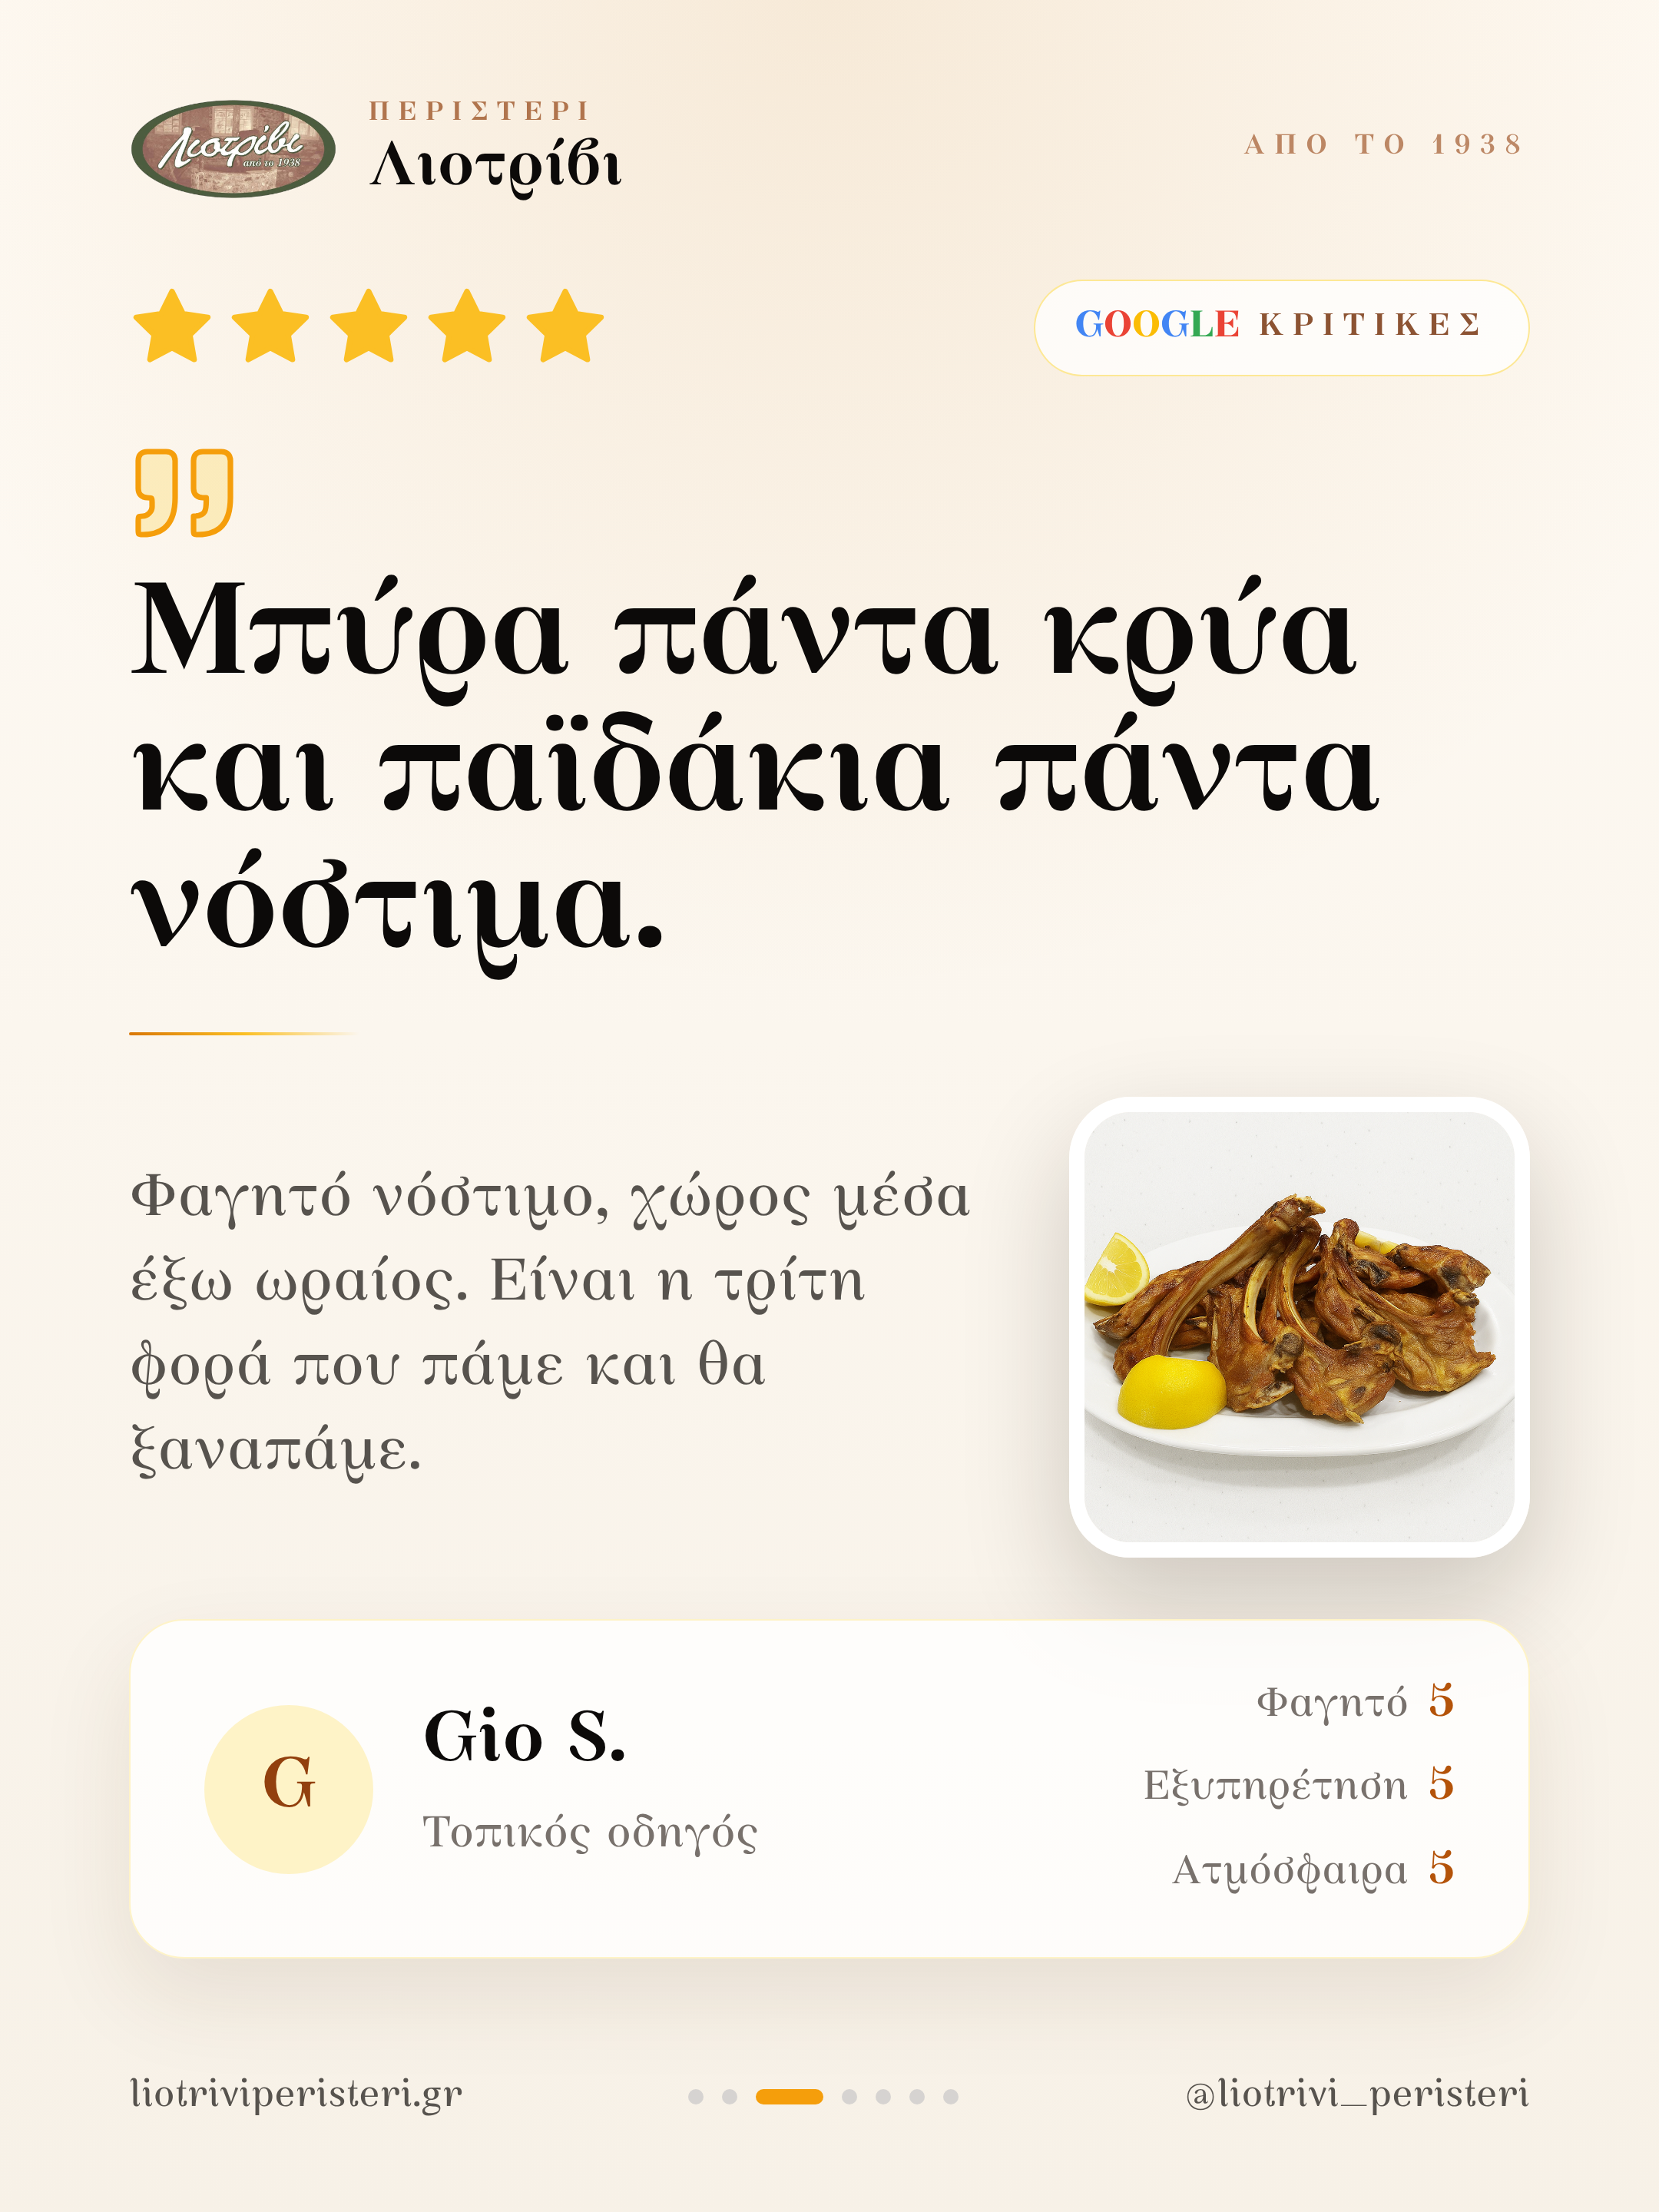 Λιοτρίβι
από το 1938
ΠΕΡΙΣΤΕΡΙ
Λιοτρίβι
ΑΠΟ ΤΟ 1938
GOOGLE ΚΡΙΤΙΚΕΣ
Μπύρα πάντα κρύα
και παϊδάκια πάντα
νόστιμα.
Φαγητό νόστιμο, χώρος μέσα
έξω ωραίος. Είναι η τρίτη
φορά που πάμε και θα
ξαναπάμε.
G
Gio S.
Τοπικός οδηγός
Φαγητό 5
Εξυπηρέτηση 5
Ατμόσφαιρα 5
liotriviperisteri.gr
@liotrivi_peristeri